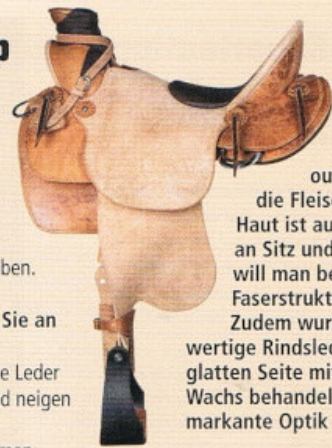 ben.
Sie an
e Leder
d neigen
ou
die Fleis
Haut ist au
an Sitz und
will man be
Faserstrukt
Zudem wur
wertige Rindsled
glatten Seite mit
Wachs behandel
markante Optik